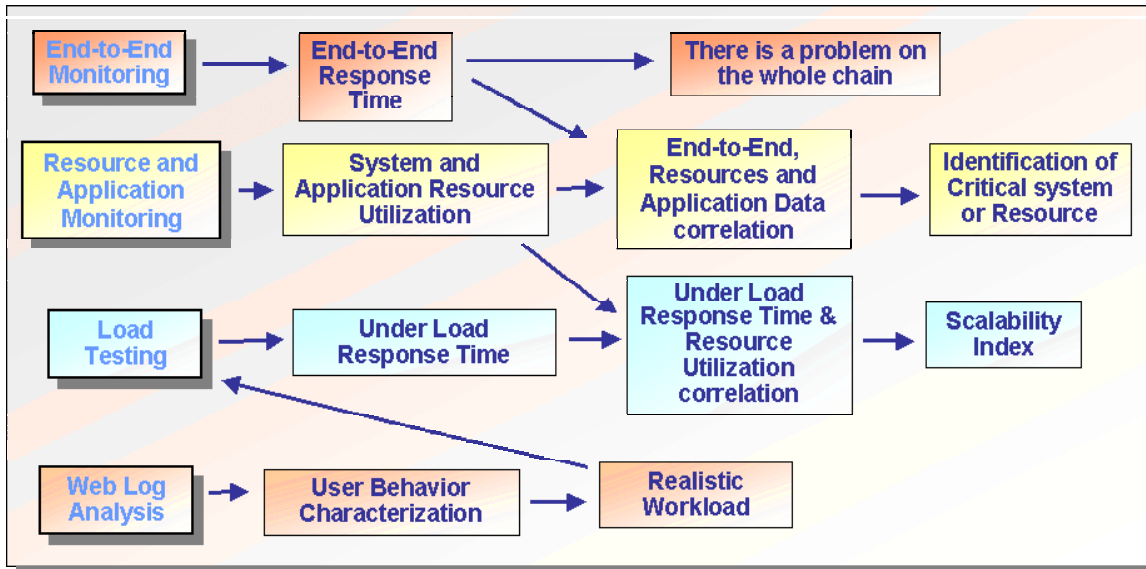 End-to-End
Monitoring
End-to-End
Response
Time
There is a problem on
the whole chain
Resource and
Application
Monitoring
System and
Application Resource
Utilization
End-to-End,
Resources and
Application Data
correlation
Identification of
Critical system
or Resource
Load
Testing
Under Load
Response Time
Under Load
Response Time &
Resource
Utilization
correlation
Scalability
Index
Web Log
Analysis
User Behavior
Characterization
Realistic
Workload